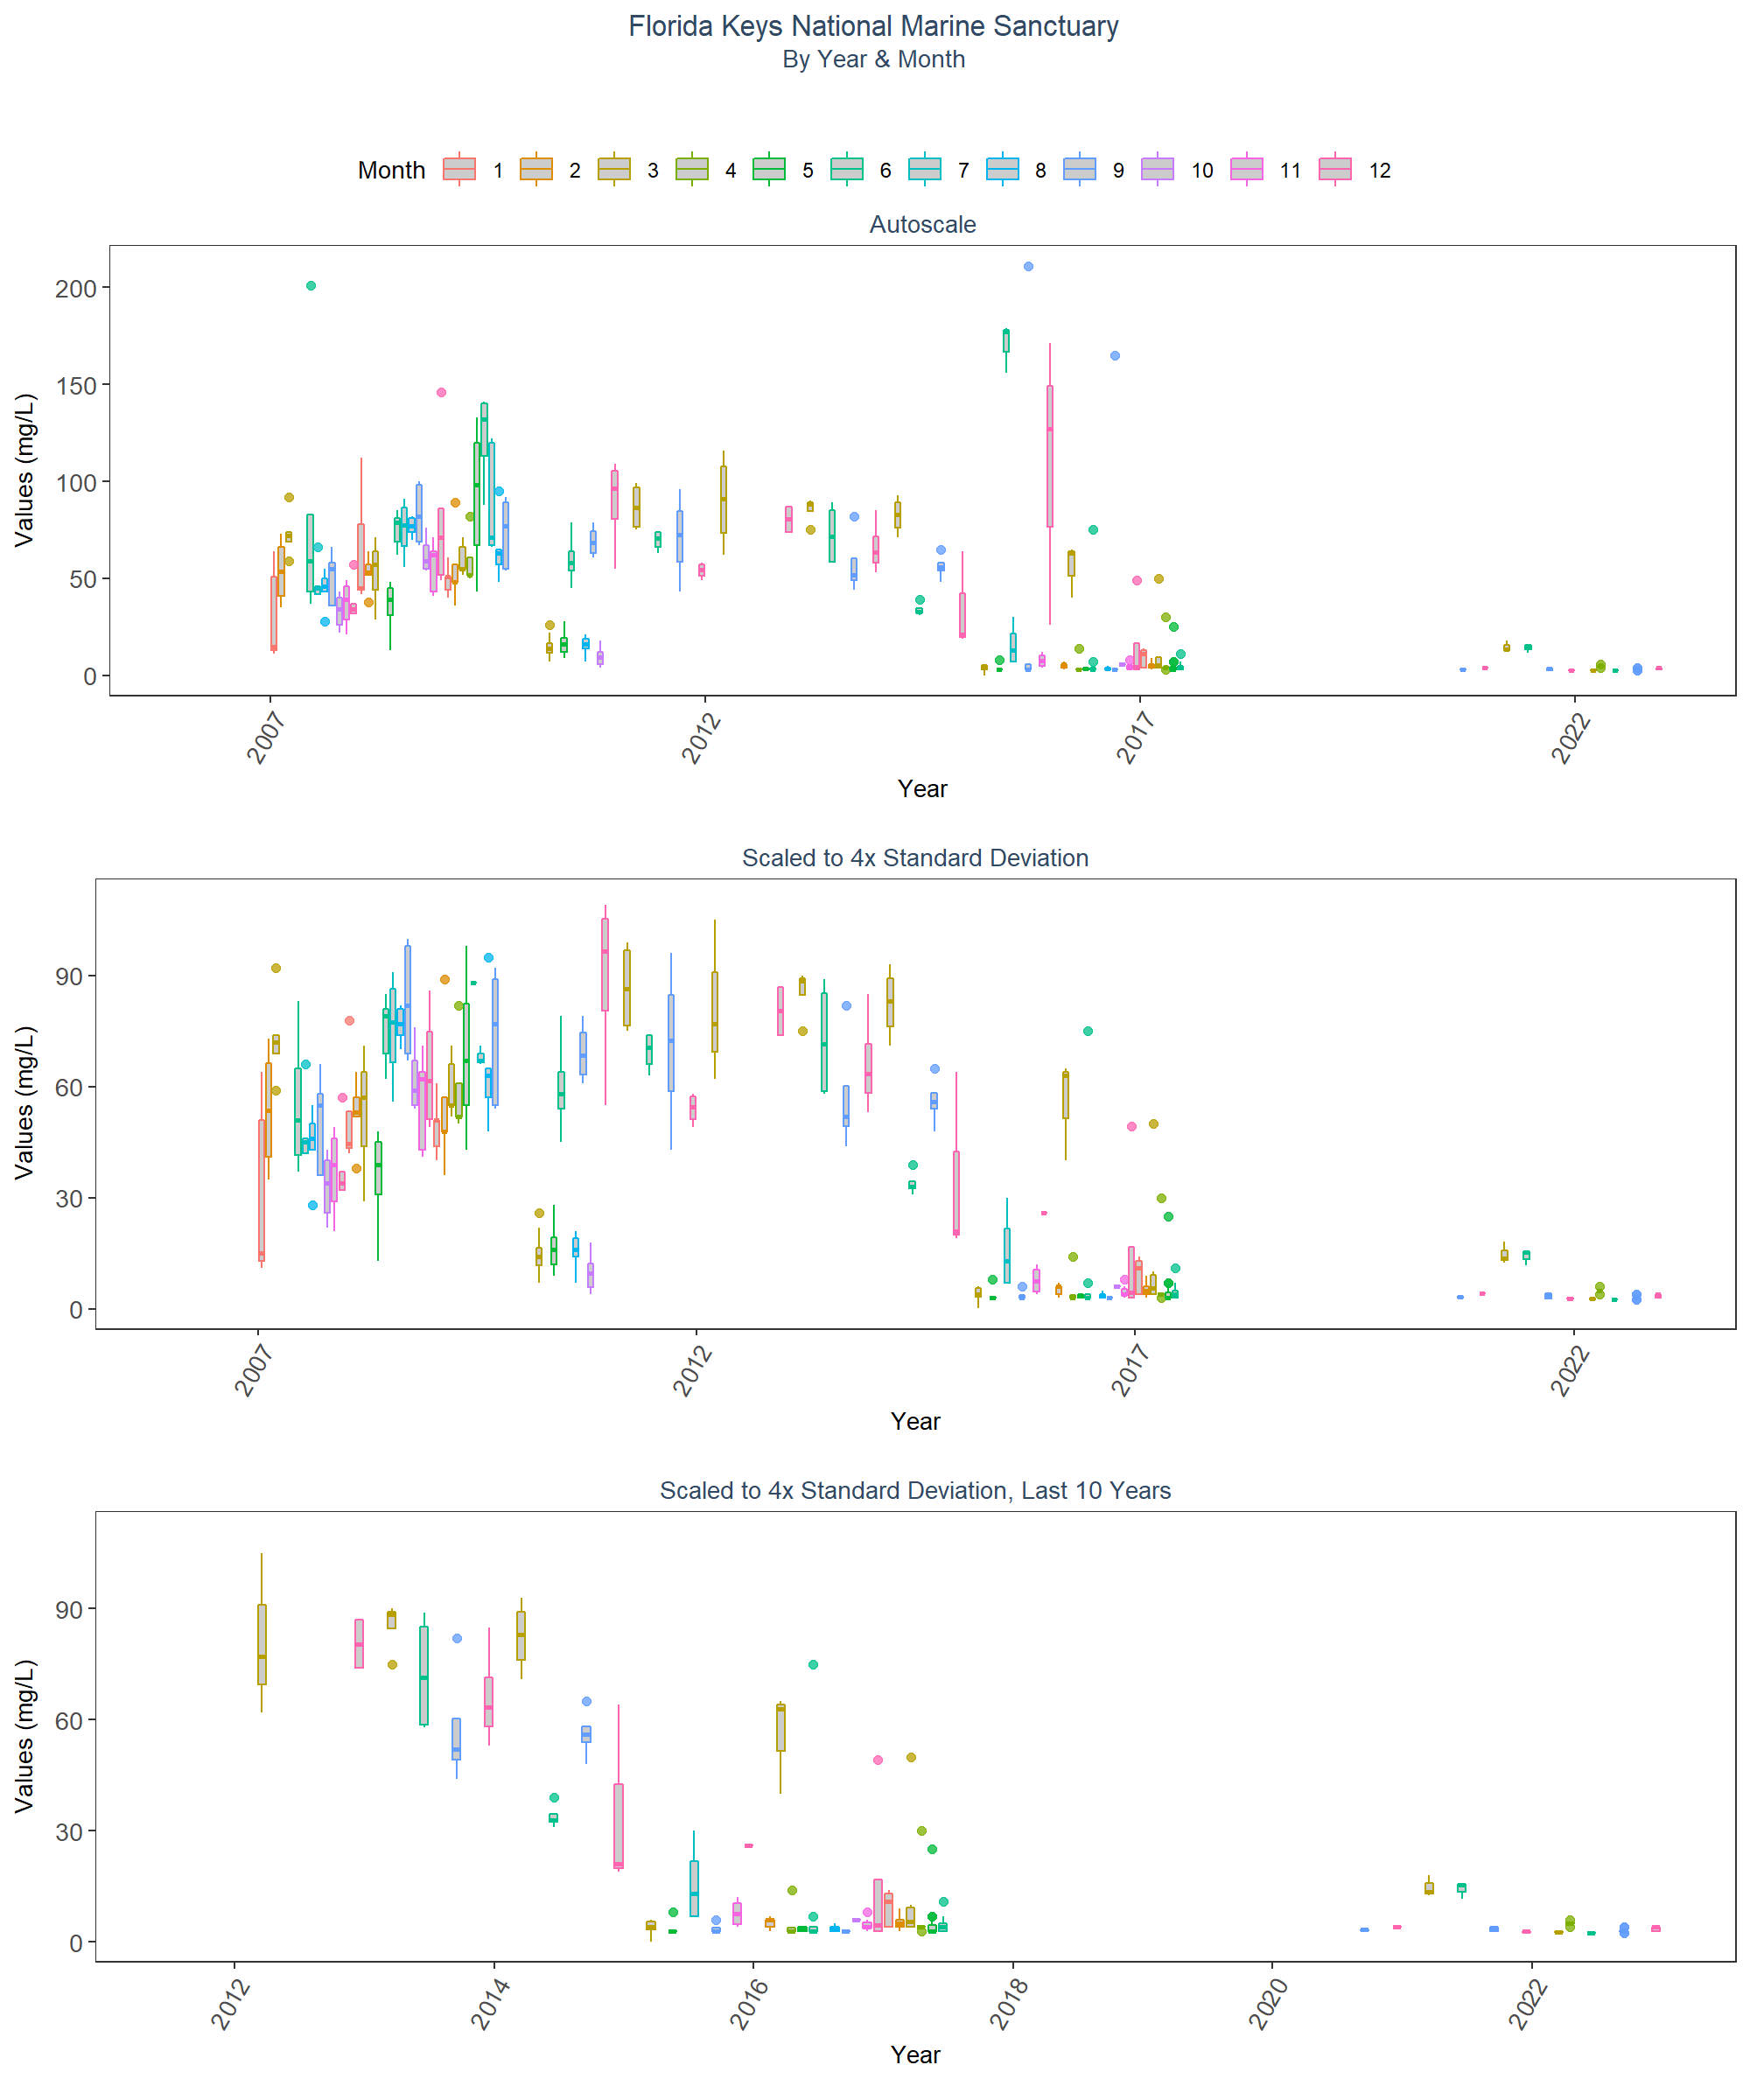 Florida Keys National Marine Sanctuary
By Year & Month
Month 1 2 3 4 5 6 7 8 9 10 11 12
Autoscale
Values (mg/L)
200
150
100
50
0
2007 2012 2017 2022
Year
Scaled to 4x Standard Deviation
Values (mg/L)
90
60
30
0
2007 2012 2017 2022
Year
Scaled to 4x Standard Deviation, Last 10 Years
Values (mg/L)
90
60
30
0
2012 2014 2016 2018 2020 2022
Year